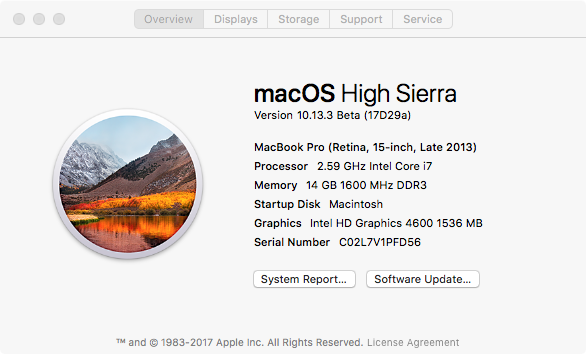 Overview Displays Storage Support Service
macOS High Sierra
Version 10.13.3 Beta (17D29a)
MacBook Pro (Retina, 15-inch, Late 2013)
Processor 2.59 GHz Intel Core i7
Memory 14 GB 1600 MHz DDR3
Startup Disk Macintosh
Graphics Intel HD Graphics 4600 1536 MB
Serial Number C02L7V1PFD56
System Report... Software Update...
™ and © 1983-2017 Apple Inc. All Rights Reserved. License Agreement